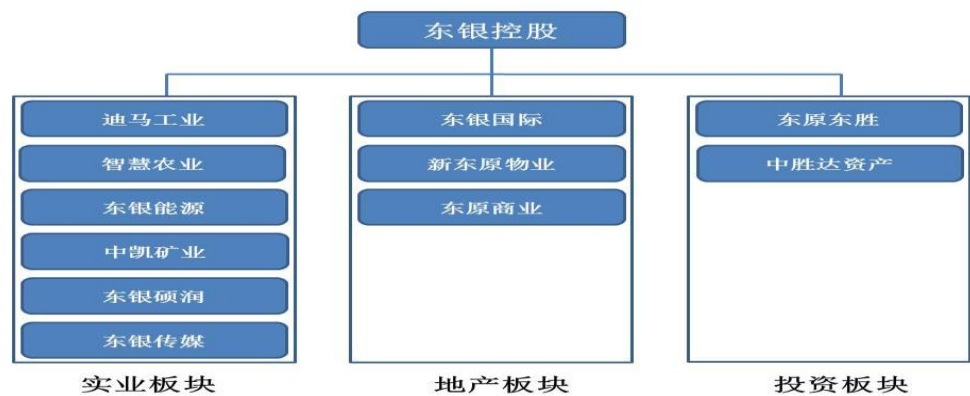 东银控股
迪马工业
智慧农业
东银能源
中凯矿业
东银硕润
东银传媒
实业板块
东银国际
新东原物业
东原商业
地产板块
东原东胜
中胜达资产
投资板块